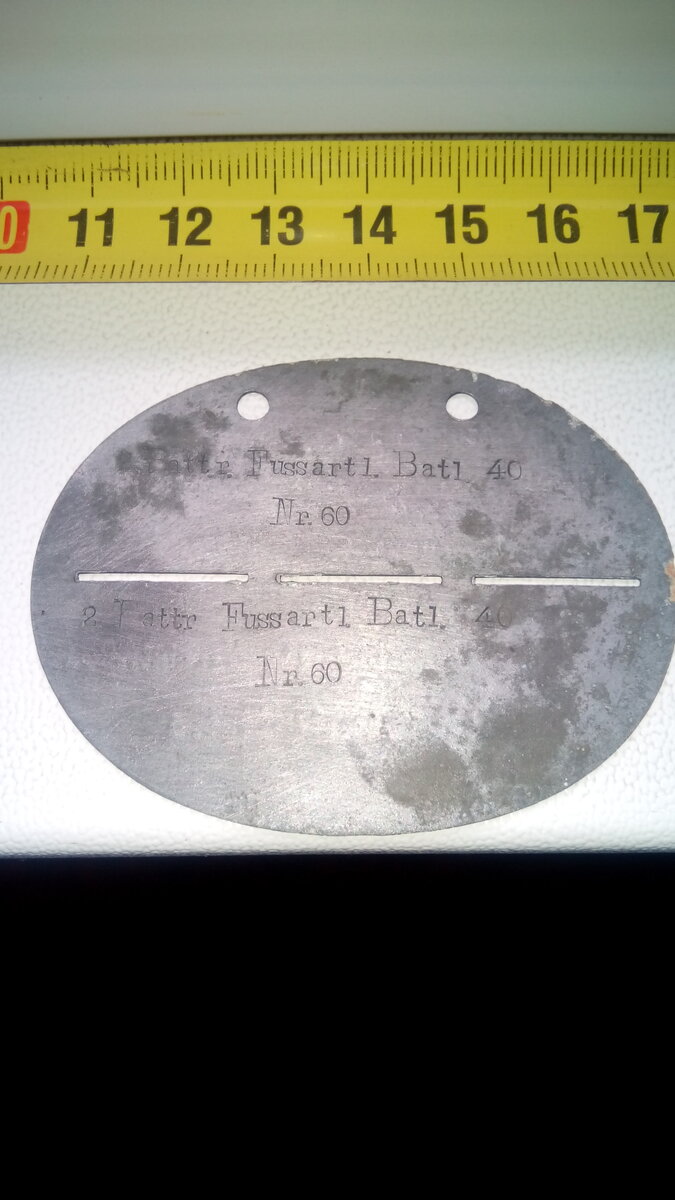 0 11 12 13 14 15 16 17
Battr. Fussartl. Batl. 40
Nr. 60
2 Battr Fussartl. Batl. 40
Nr. 60